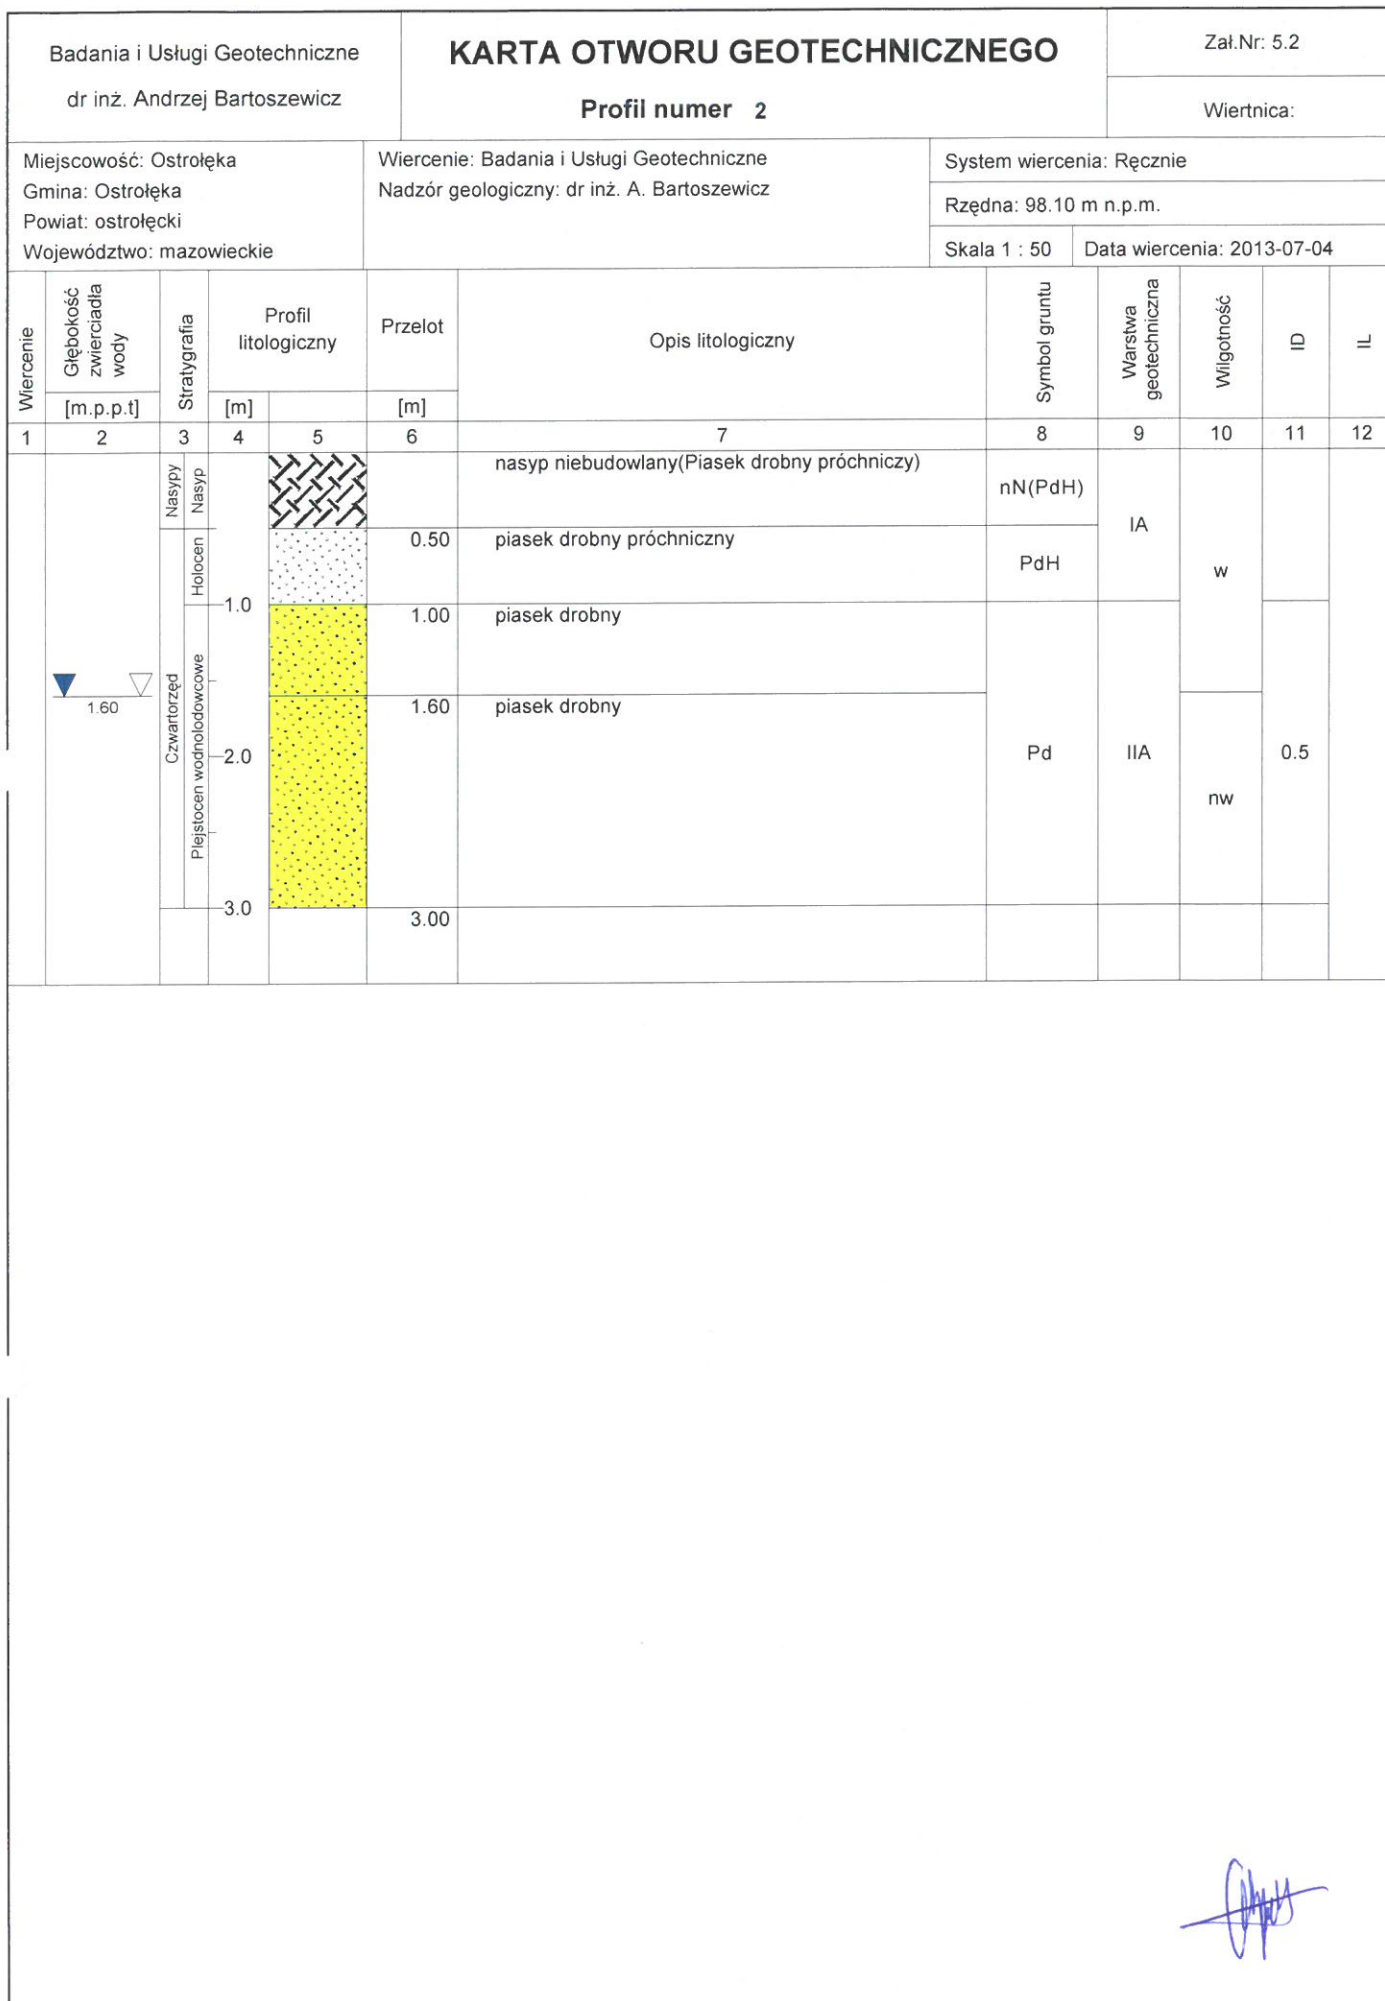 Badania i Usługi Geotechniczne
dr inż. Andrzej Bartoszewicz
KARTA OTWORU GEOTECHNICZNEGO
Profil numer 2
Zał.Nr: 5.2
Wiertnica:
Miejscowość: Ostrołęka
Gmina: Ostrołęka
Powiat: ostrołęcki
Województwo: mazowieckie
Wiercenie: Badania i Usługi Geotechniczne
Nadzór geologiczny: dr inż. A. Bartoszewicz
System wiercenia: Ręcznie
Rzędna: 98.10 m n.p.m.
Skala 1 : 50
Data wiercenia: 2013-07-04
Wiercenie
Głębokość
zwierciadła
wody
[m.p.p.t]
Stratygrafia
Profil
litologiczny
[m]
Przelot
[m]
Opis litologiczny
Symbol gruntu
Warstwa
geotechniczna
Wilgotność
ID
IL
1 2 3 4 5 6 7 8 9 10 11 12
Nasypy
Nasyp
nasyp niebudowlany(Piasek drobny próchniczy)
nN(PdH)
IA
Holocen
0.50
piasek drobny próchniczny
PdH
w
1.0
1.00
piasek drobny
1.60
Czwartorzęd
Plejstocen wodnolodowcowe
1.60
piasek drobny
2.0
Pd
IIA
0.5
nw
3.0
3.00